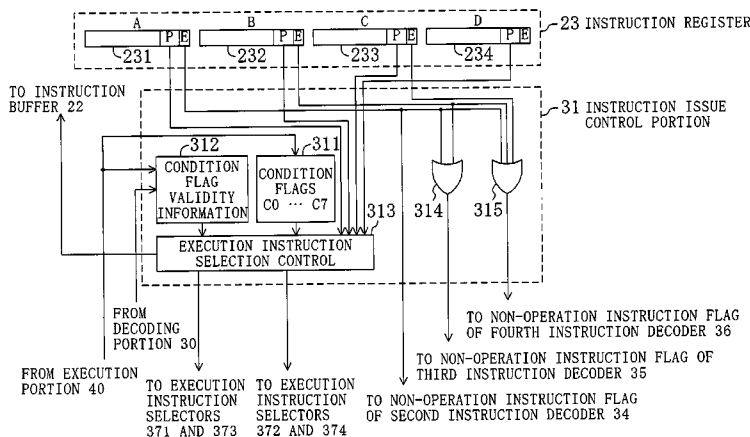 A B C D
P E P E P E P E
23 INSTRUCTION REGISTER
231 232 233 234
TO INSTRUCTION
BUFFER 22
31 INSTRUCTION ISSUE
CONTROL PORTION
312 311
CONDITION
FLAG
VALIDITY
INFORMATION
CONDITION
FLAGS
C0 ··· C7
314 315
313
EXECUTION INSTRUCTION
SELECTION CONTROL
FROM
DECODING
PORTION 30
FROM EXECUTION
PORTION 40
TO EXECUTION
INSTRUCTION
SELECTORS
371 AND 373
TO EXECUTION
INSTRUCTION
SELECTORS
372 AND 374
TO NON-OPERATION INSTRUCTION FLAG
OF FOURTH INSTRUCTION DECODER 36
TO NON-OPERATION INSTRUCTION FLAG OF
THIRD INSTRUCTION DECODER 35
TO NON-OPERATION INSTRUCTION FLAG
OF SECOND INSTRUCTION DECODER 34